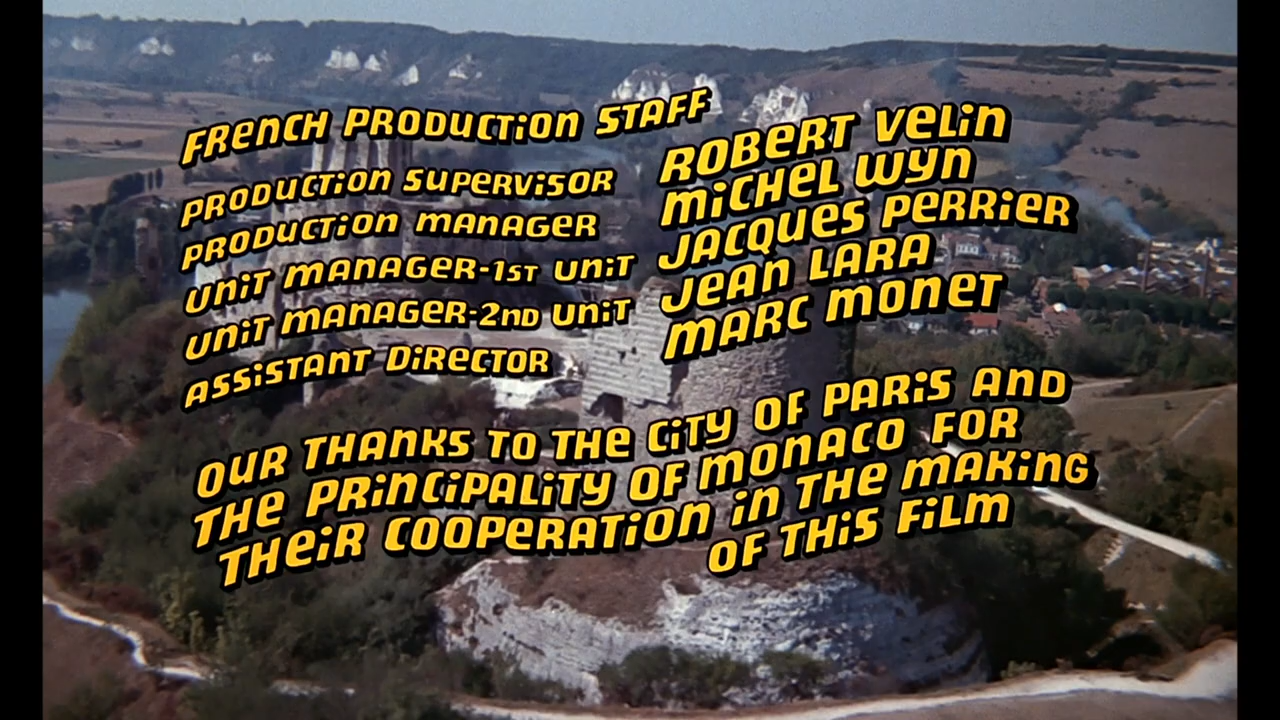 FRENCH PRODUCTION STAFF
PRODUCTION SUPERVISOR ROBERT VELIN
PRODUCTION MANAGER MICHEL WYN
UNIT MANAGER-1ST UNIT JACQUES PERRIER
UNIT MANAGER-2ND UNIT JEAN LARA
ASSISTANT DIRECTOR MARC MONET
OUR THANKS TO THE CITY OF PARIS AND
THE PRINCIPALITY OF MONACO FOR
THEIR COOPERATION IN THE MAKING
OF THIS FILM